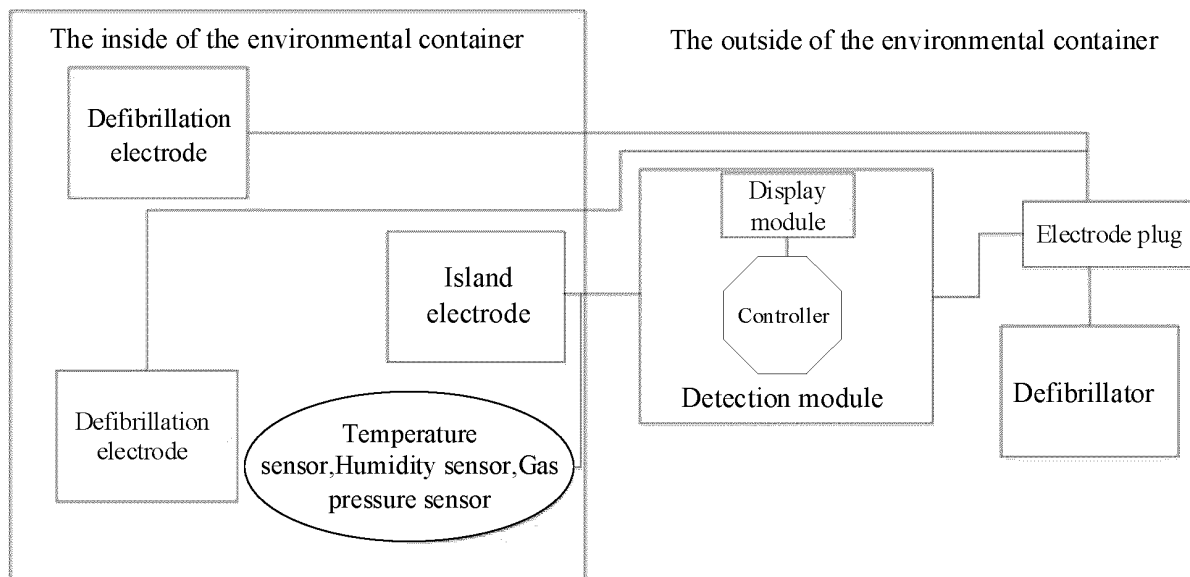 The inside of the environmental container
The outside of the environmental container
Defibrillation
electrode
Display
module
Electrode plug
Island
electrode
Controller
Detection module
Defibrillator
Defibrillation
electrode
Temperature
sensor,Humidity sensor,Gas
pressure sensor